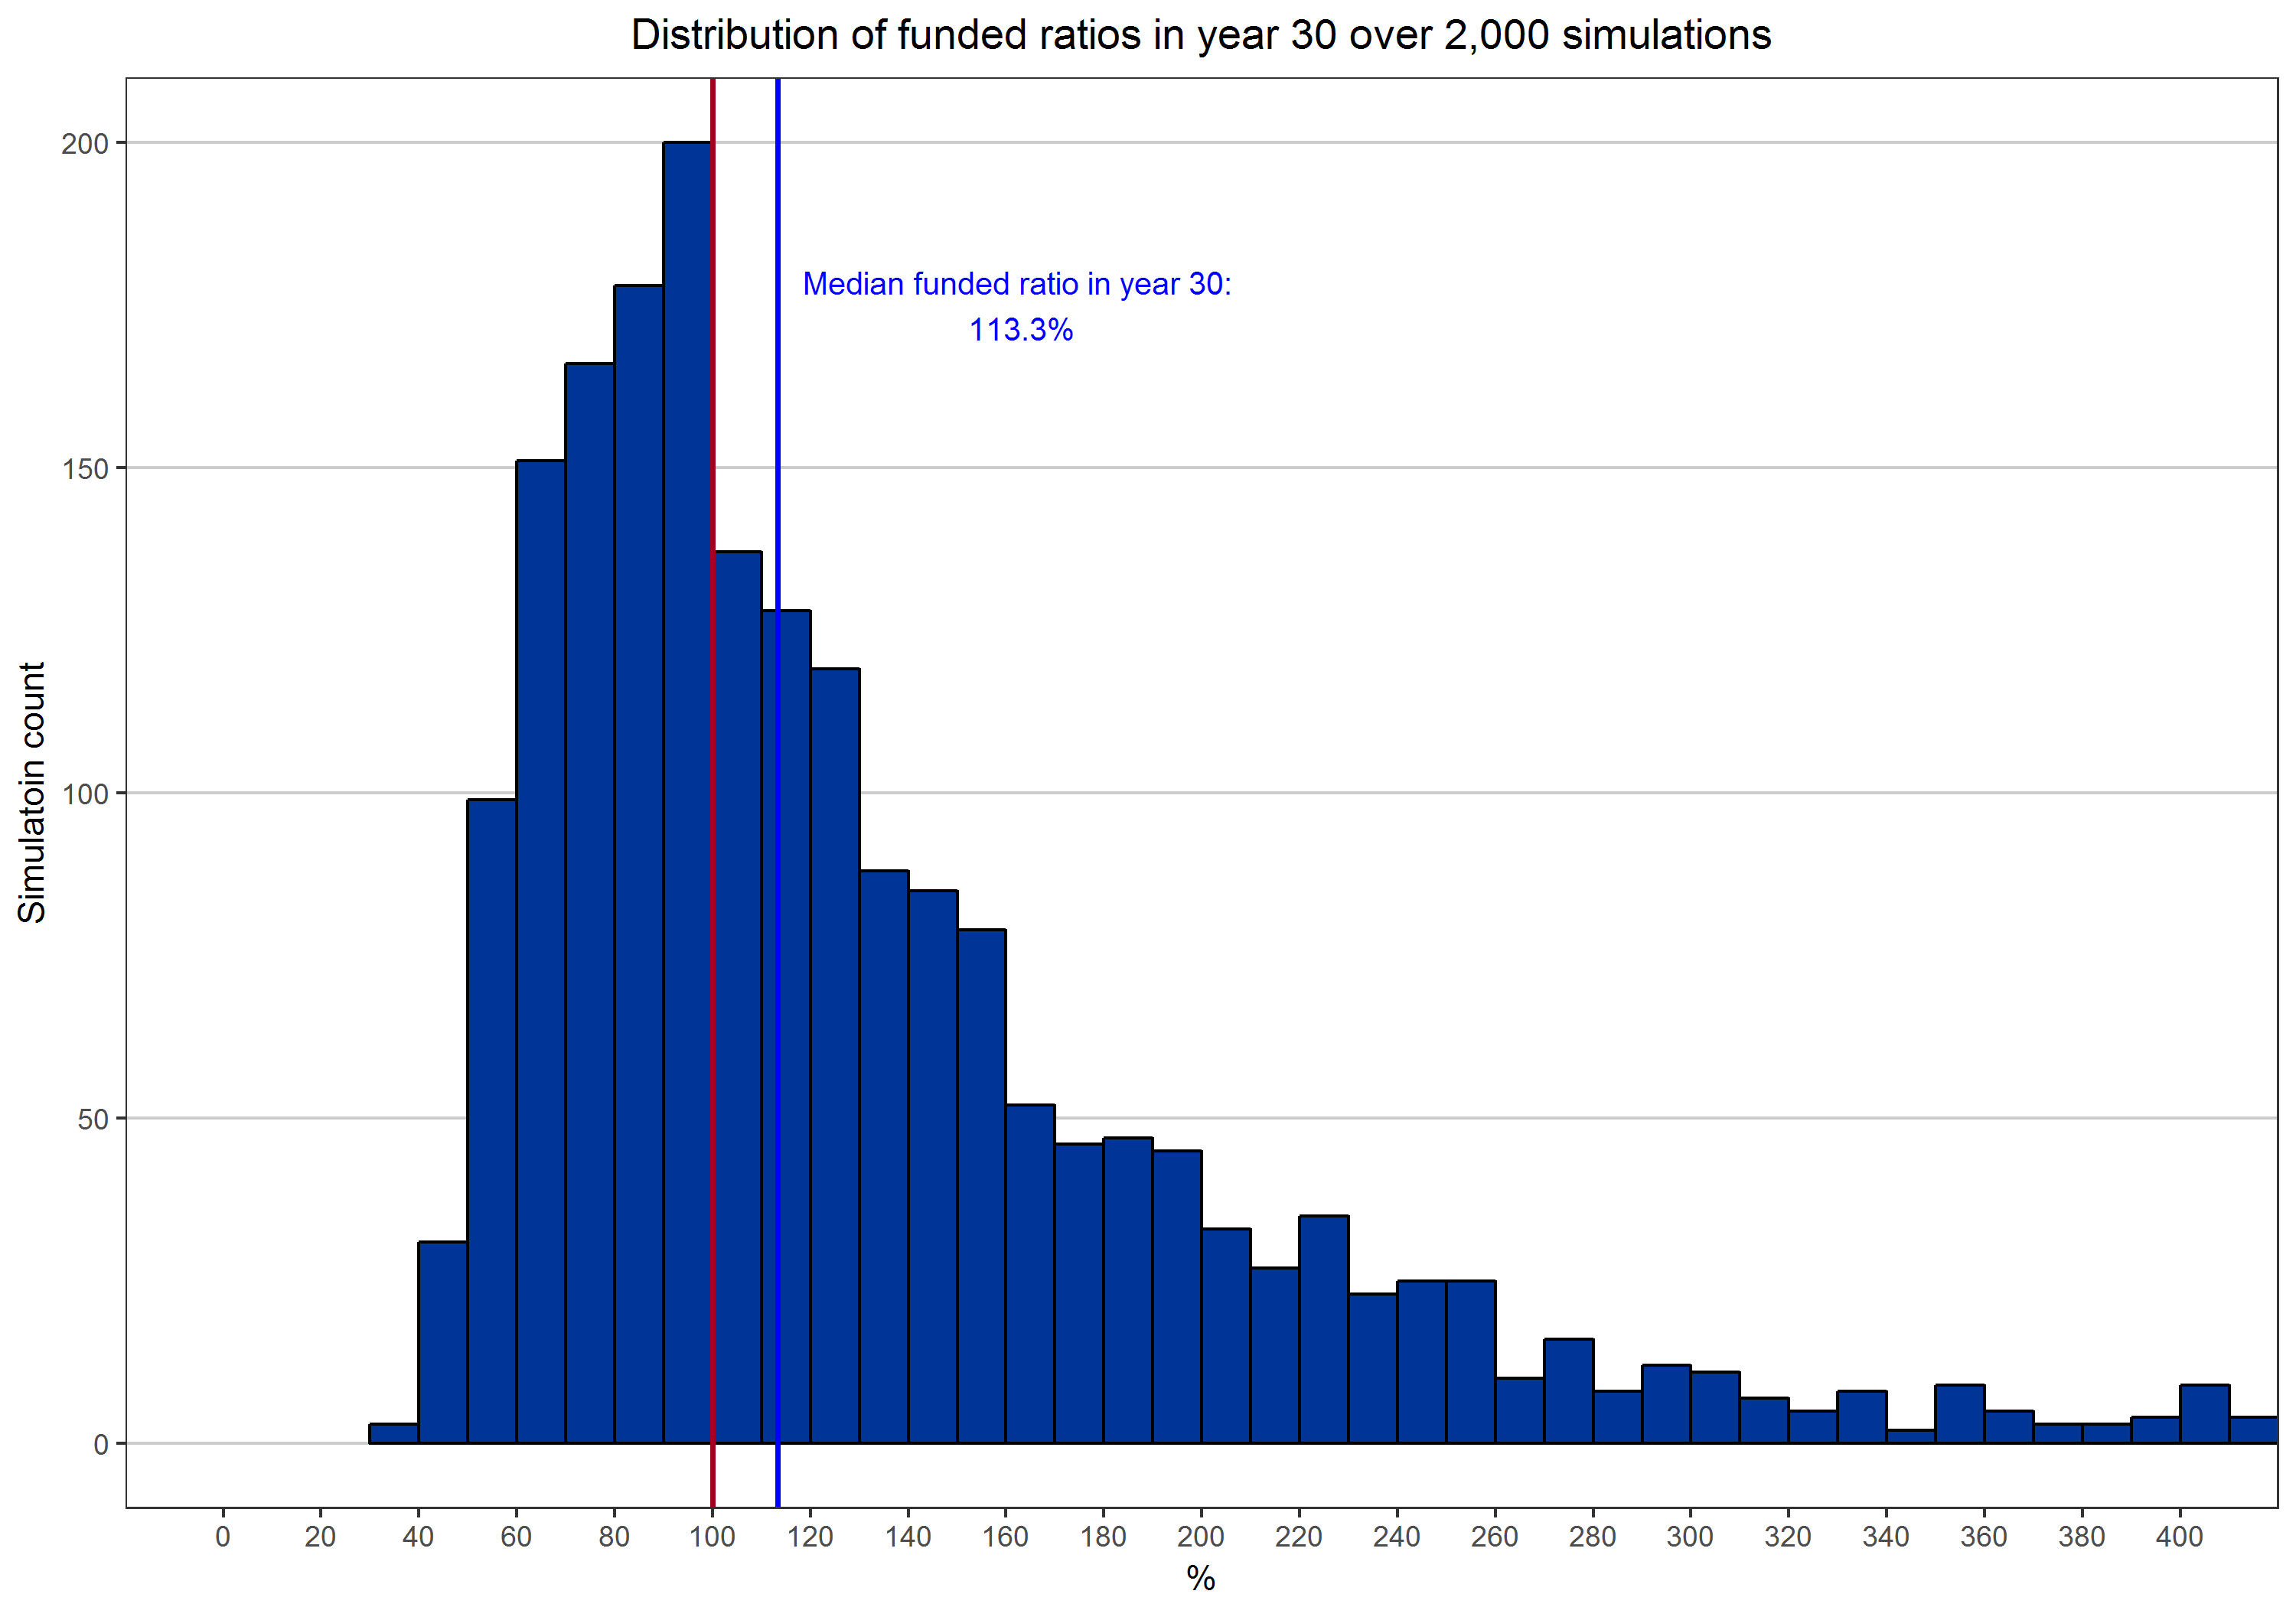 Distribution of funded ratios in year 30 over 2,000 simulations
200
150
100
50
0
Simulatoin count
Median funded ratio in year 30:
113.3%
0 20 40 60 80 100 120 140 160 180 200 220 240 260 280 300 320 340 360 380 400
%